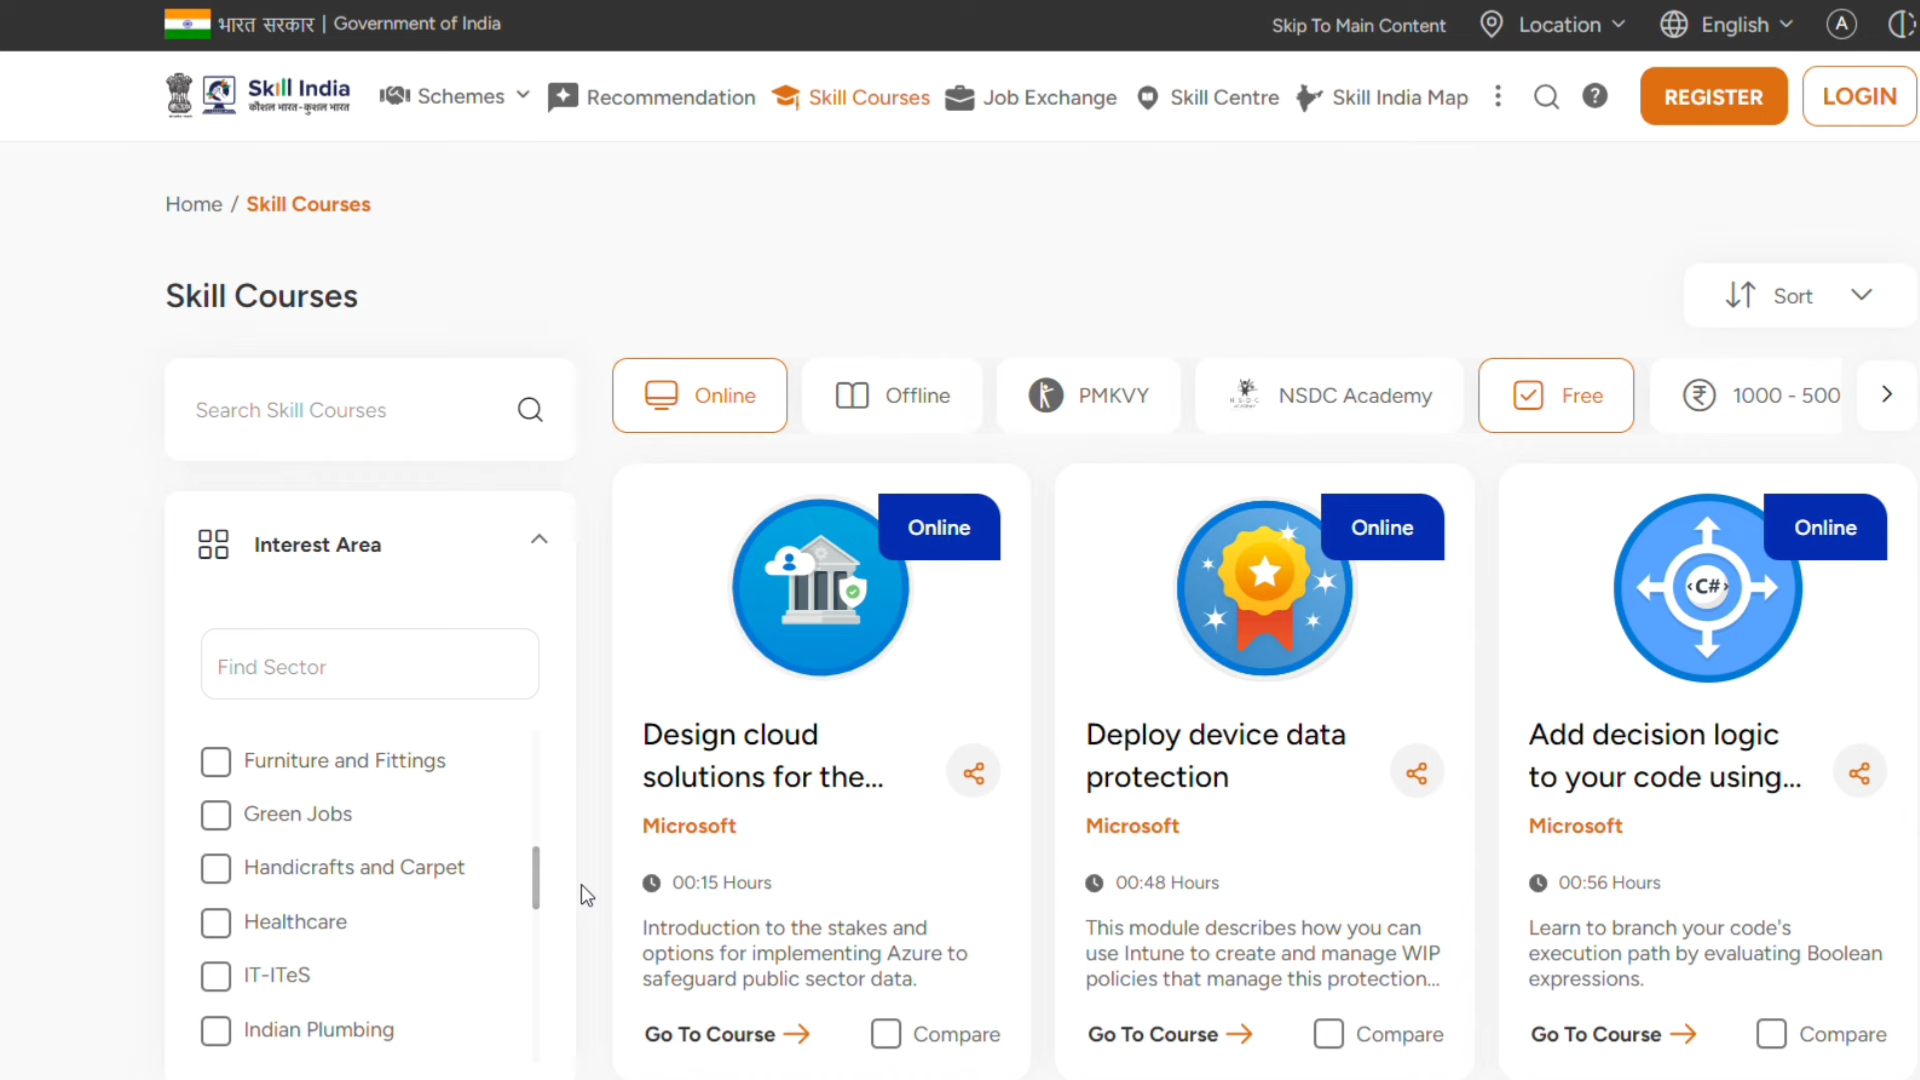 भारत सरकार | Government of India
Skip To Main Content
Location
English
A
Skill India
कौशल भारत-कुशल भारत
Schemes
Recommendation
Skill Courses
Job Exchange
Skill Centre
Skill India Map
REGISTER
LOGIN
Home / Skill Courses
Skill Courses
Sort
Search Skill Courses
Online
Offline
PMKVY
NSDC Academy
Free
1000 - 500
Interest Area
Find Sector
Furniture and Fittings
Green Jobs
Handicrafts and Carpet
Healthcare
IT-ITeS
Indian Plumbing
Online
Design cloud
solutions for the...
Microsoft
00:15 Hours
Introduction to the stakes and
options for implementing Azure to
safeguard public sector data.
Go To Course
Compare
Online
Deploy device data
protection
Microsoft
00:48 Hours
This module describes how you can
use Intune to create and manage WIP
policies that manage this protection...
Go To Course
Compare
Online
C#
Add decision logic
to your code using...
Microsoft
00:56 Hours
Learn to branch your code's
execution path by evaluating Boolean
expressions.
Go To Course
Compare